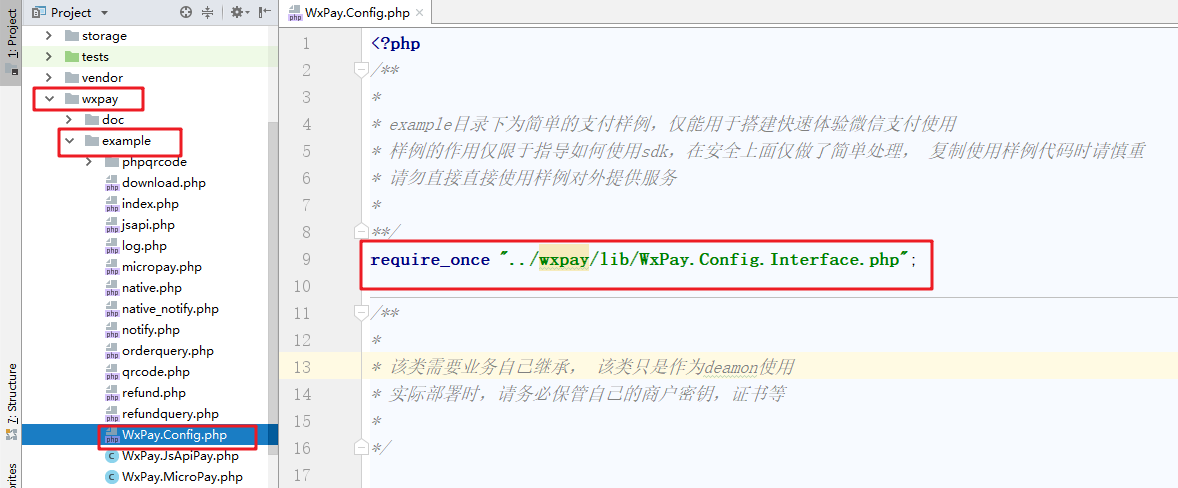 1: Project
Project
storage
tests
vendor
wxpay
doc
example
phpqrcode
download.php
index.php
jsapi.php
log.php
micropay.php
native.php
native_notify.php
notify.php
orderquery.php
qrcode.php
refund.php
refundquery.php
WxPay.Config.php
WxPay.JsApiPay.php
WxPay.MicroPay.php
7: Structure
WxPay.Config.php
1 <?php
2 /**
3 *
4 * example目录下为简单的支付样例，仅能用于搭建快速体验微信支付使用
5 * 样例的作用仅限于指导如何使用sdk，在安全上面仅做了简单处理， 复制使用样例代码时请慎重
6 * 请勿直接直接使用样例对外提供服务
7 *
8 **/
9 require_once "../wxpay/lib/WxPay.Config.Interface.php";
10
11 /**
12 *
13 * 该类需要业务自己继承， 该类只是作为deamon使用
14 * 实际部署时，请务必保管自己的商户密钥，证书等
15 *
16 */
17